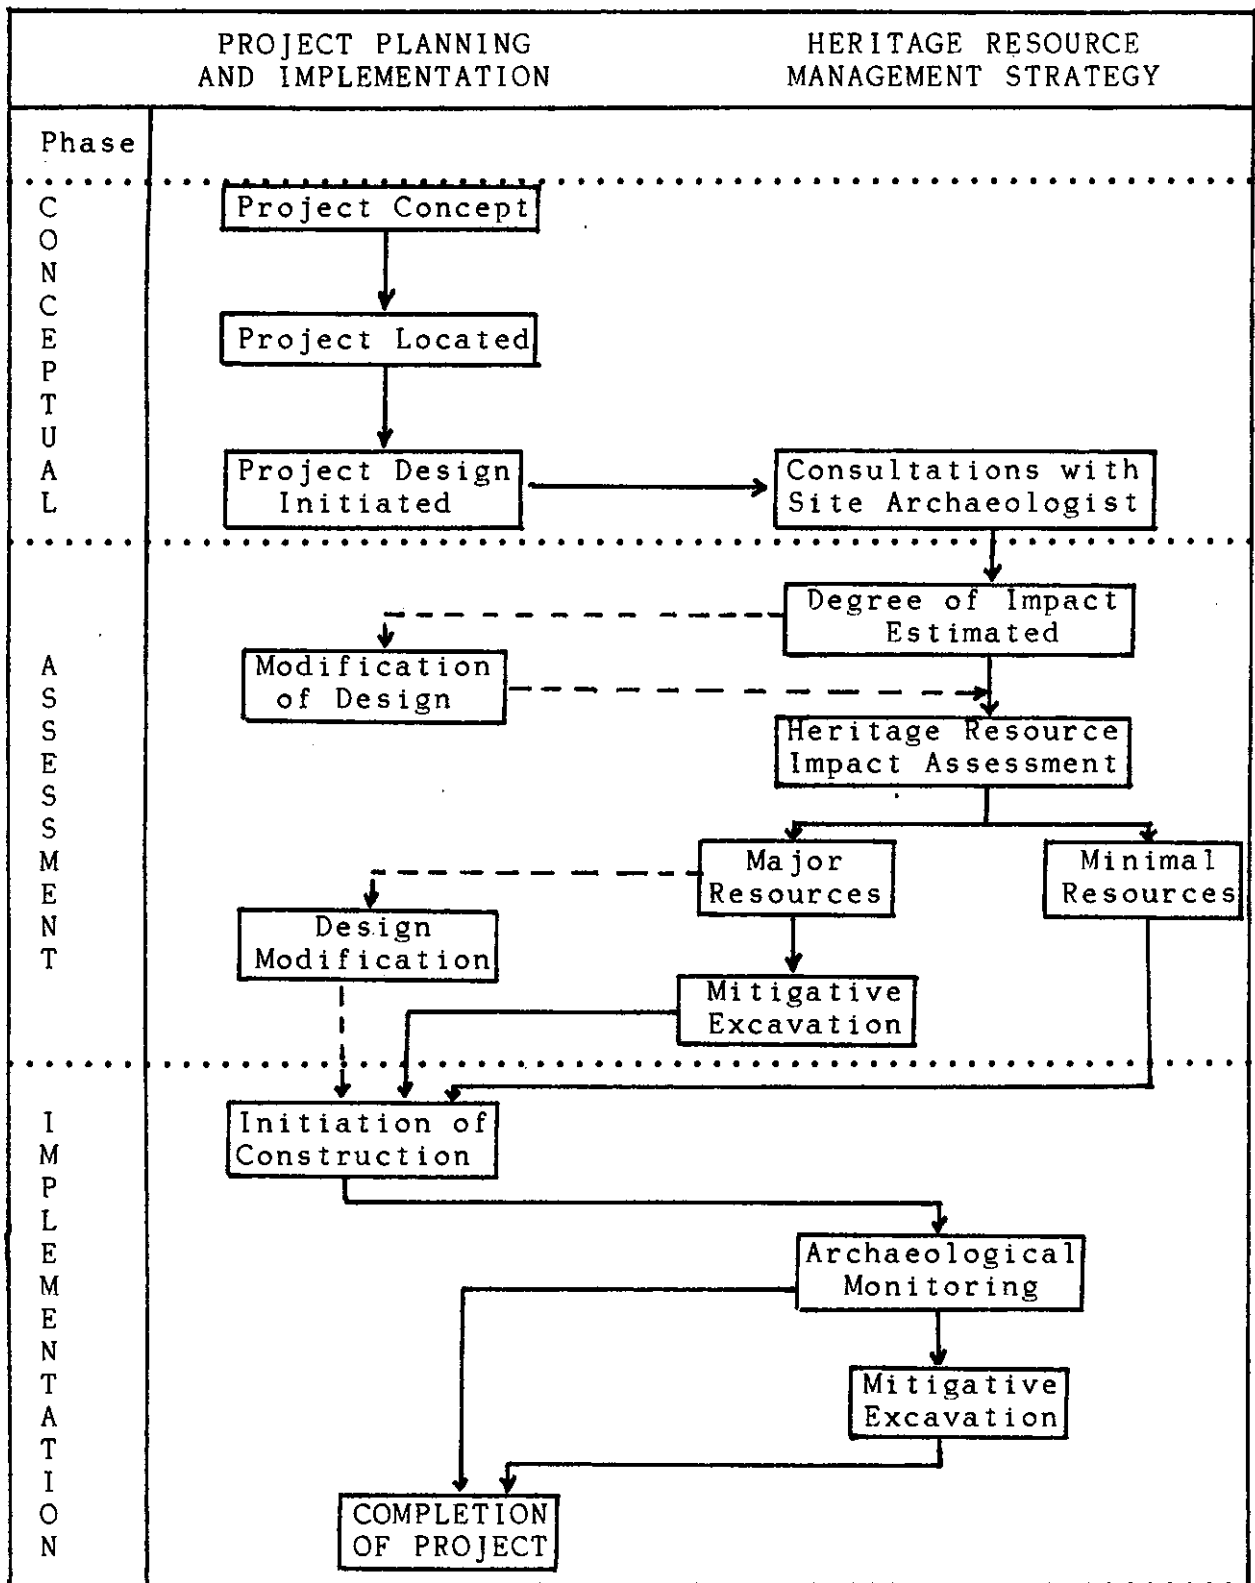 PROJECT PLANNING
AND IMPLEMENTATION
HERITAGE RESOURCE
MANAGEMENT STRATEGY
Phase
CONCEPTUAL
Project Concept
Project Located
Project Design
Initiated
Consultations with
Site Archaeologist
ASSESSMENT
Degree of Impact
Estimated
Modification
of Design
Heritage Resource
Impact Assessment
Major
Resources
Minimal
Resources
Design
Modification
Mitigative
Excavation
IMPLEMENTATION
Initiation of
Construction
Archaeological
Monitoring
Mitigative
Excavation
COMPLETION
OF PROJECT